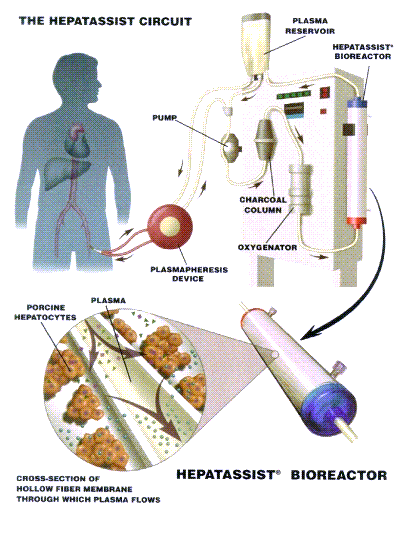 THE HEPATASSIST CIRCUIT
PLASMA
RESERVOIR
HEPATASSIST®
BIOREACTOR
PUMP
CHARCOAL
COLUMN
OXYGENATOR
PLASMAPHERESIS
DEVICE
PORCINE
HEPATOCYTES
PLASMA
CROSS-SECTION OF
HOLLOW FIBER MEMBRANE
THROUGH WHICH PLASMA FLOWS
HEPATASSIST® BIOREACTOR